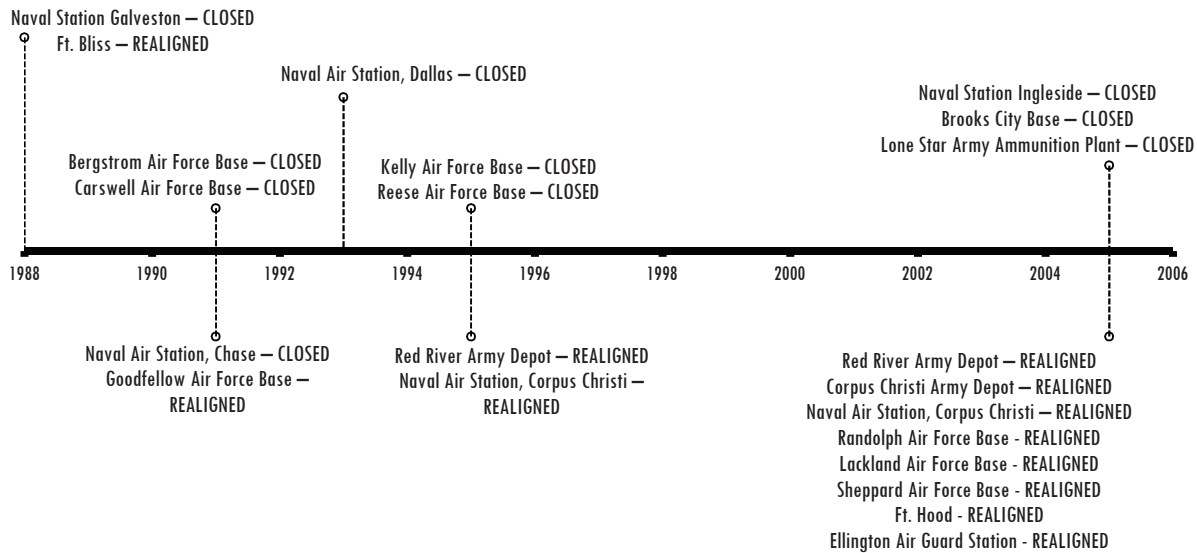 Naval Station Galveston – CLOSED
Ft. Bliss – REALIGNED
Naval Air Station, Dallas – CLOSED
Naval Station Ingleside – CLOSED
Brooks City Base – CLOSED
Lone Star Army Ammunition Plant – CLOSED
Bergstrom Air Force Base – CLOSED
Carswell Air Force Base – CLOSED
Kelly Air Force Base – CLOSED
Reese Air Force Base – CLOSED
1988 1990 1992 1994 1996 1998 2000 2002 2004 2006
Naval Air Station, Chase – CLOSED
Goodfellow Air Force Base –
REALIGNED
Red River Army Depot – REALIGNED
Naval Air Station, Corpus Christi –
REALIGNED
Red River Army Depot – REALIGNED
Corpus Christi Army Depot – REALIGNED
Naval Air Station, Corpus Christi – REALIGNED
Randolph Air Force Base - REALIGNED
Lackland Air Force Base - REALIGNED
Sheppard Air Force Base - REALIGNED
Ft. Hood - REALIGNED
Ellington Air Guard Station - REALIGNED